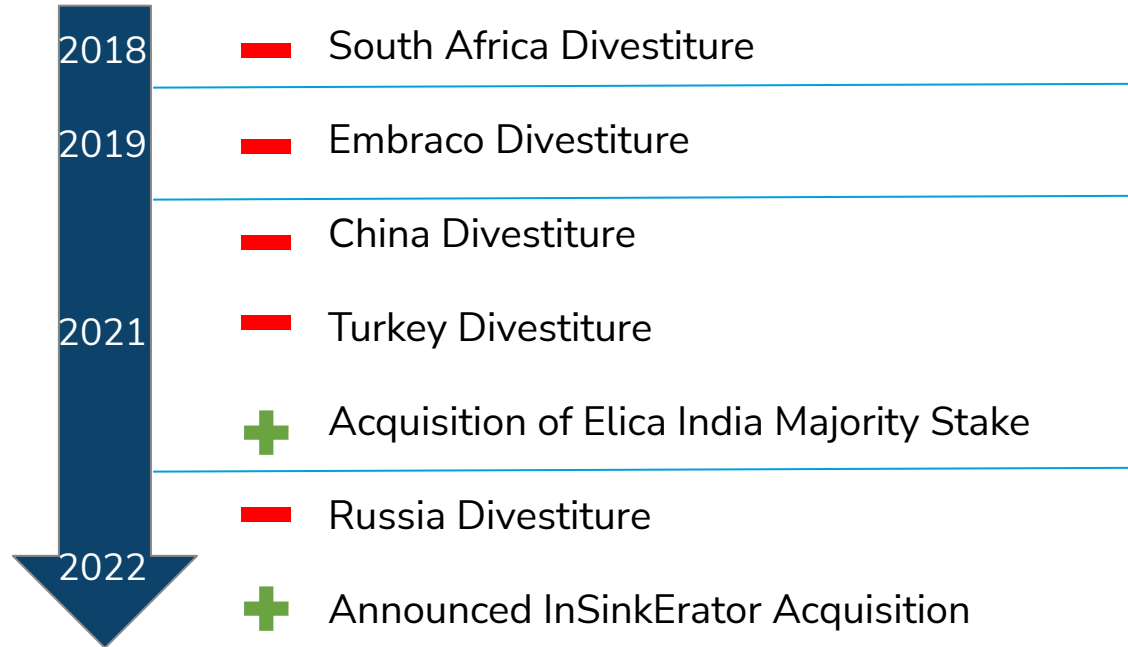 2018
South Africa Divestiture
2019
Embraco Divestiture
China Divestiture
2021
Turkey Divestiture
Acquisition of Elica India Majority Stake
Russia Divestiture
2022
Announced InSinkErator Acquisition